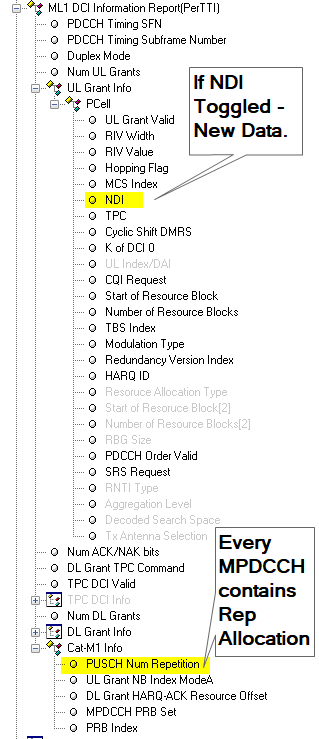 ML1 DCI Information Report(PerTTI)
PDCCH Timing SFN
PDCCH Timing Subframe Number
Duplex Mode
Num UL Grants
UL Grant Info
PCell
UL Grant Valid
RIV Width
RIV Value
Hopping Flag
MCS Index
NDI
TPC
Cyclic Shift DMRS
K of DCI 0
UL Index/DAI
CQI Request
Start of Resource Block
Number of Resource Blocks
TBS Index
Modulation Type
Redundancy Version Index
HARQ ID
Resoruce Allocation Type
Start of Resoruce Block[2]
Number of Resoruce Blocks[2]
RBG Size
PDCCH Order Valid
SRS Request
RNTI Type
Aggregation Level
Decoded Search Space
Tx Antenna Selection
Num ACK/NAK bits
DL Grant TPC Command
TPC DCI Valid
TPC DCI Info
Num DL Grants
DL Grant Info
Cat-M1 Info
PUSCH Num Repetition
UL Grant NB Index ModeA
DL Grant HARQ-ACK Resource Offset
MPDCCH PRB Set
PRB Index
If NDI
Toggled -
New Data.
Every
MPDCCH
contains
Rep
Allocation